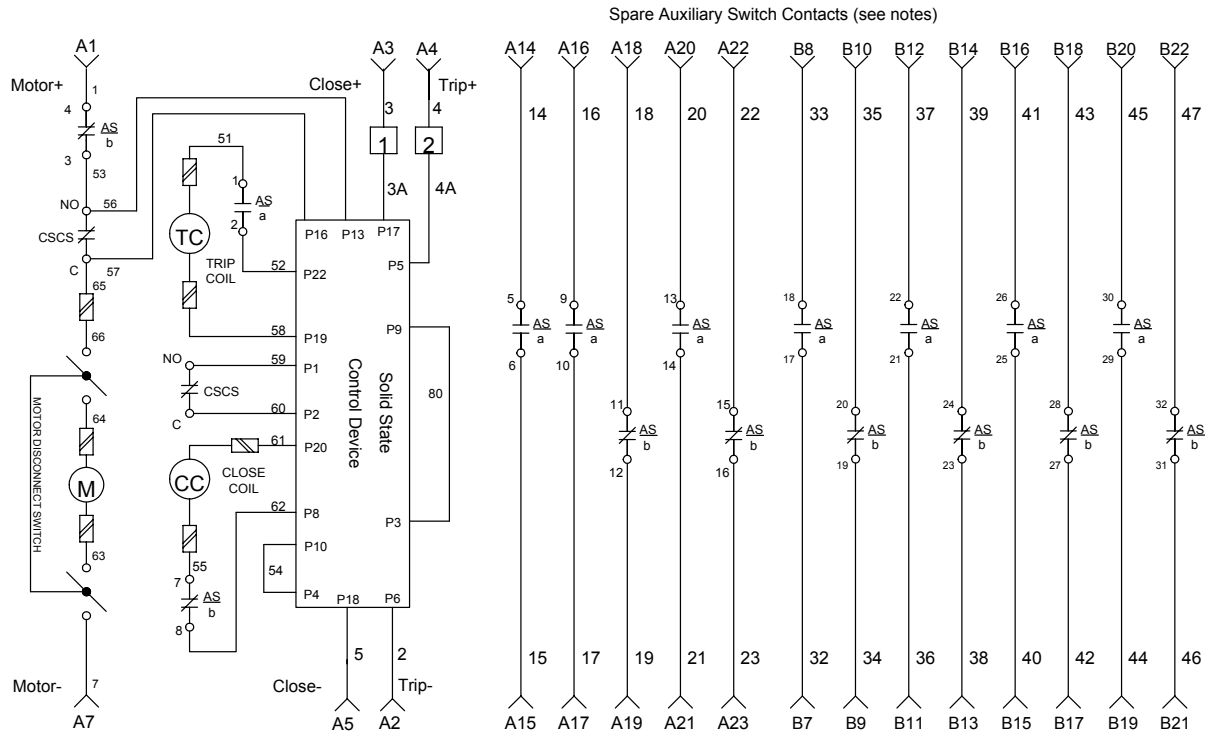 Spare Auxiliary Switch Contacts (see notes)
A1 A3 A4 A14 A16 A18 A20 A22 B8 B10 B12 B14 B16 B18 B20 B22
Motor+ 1 Close+ Trip+
4 3 4 14 16 18 20 22 33 35 37 39 41 43 45 47
AS
b
3
53
51
1 2
3A 4A
1 AS
a
2
NO 56
CSCS
C 57
TC
TRIP
COIL
P16 P13 P17
P5
52 P22
65
66
58 P19
P9
NO 59 P1
CSCS
C 60 P2
61 P20
CLOSE
COIL
CC
62 P8
P10
54
P4
P3
80
Solid State
Control Device
P18 P6
55
7 AS
b
8
MOTOR DISCONNECT SWITCH
64
M
63
5 9 13 18 22 26 30
AS AS AS AS AS AS AS
a a a a a a a
6 10 14 17 21 25 29
11 15 20 24 28 32
AS AS AS AS AS AS
b b b b b b
12 16 19 23 27 31
5 2 15 17 19 21 23 32 34 36 38 40 42 44 46
Motor- 7 Close- Trip-
A7 A5 A2 A15 A17 A19 A21 A23 B7 B9 B11 B13 B15 B17 B19 B21